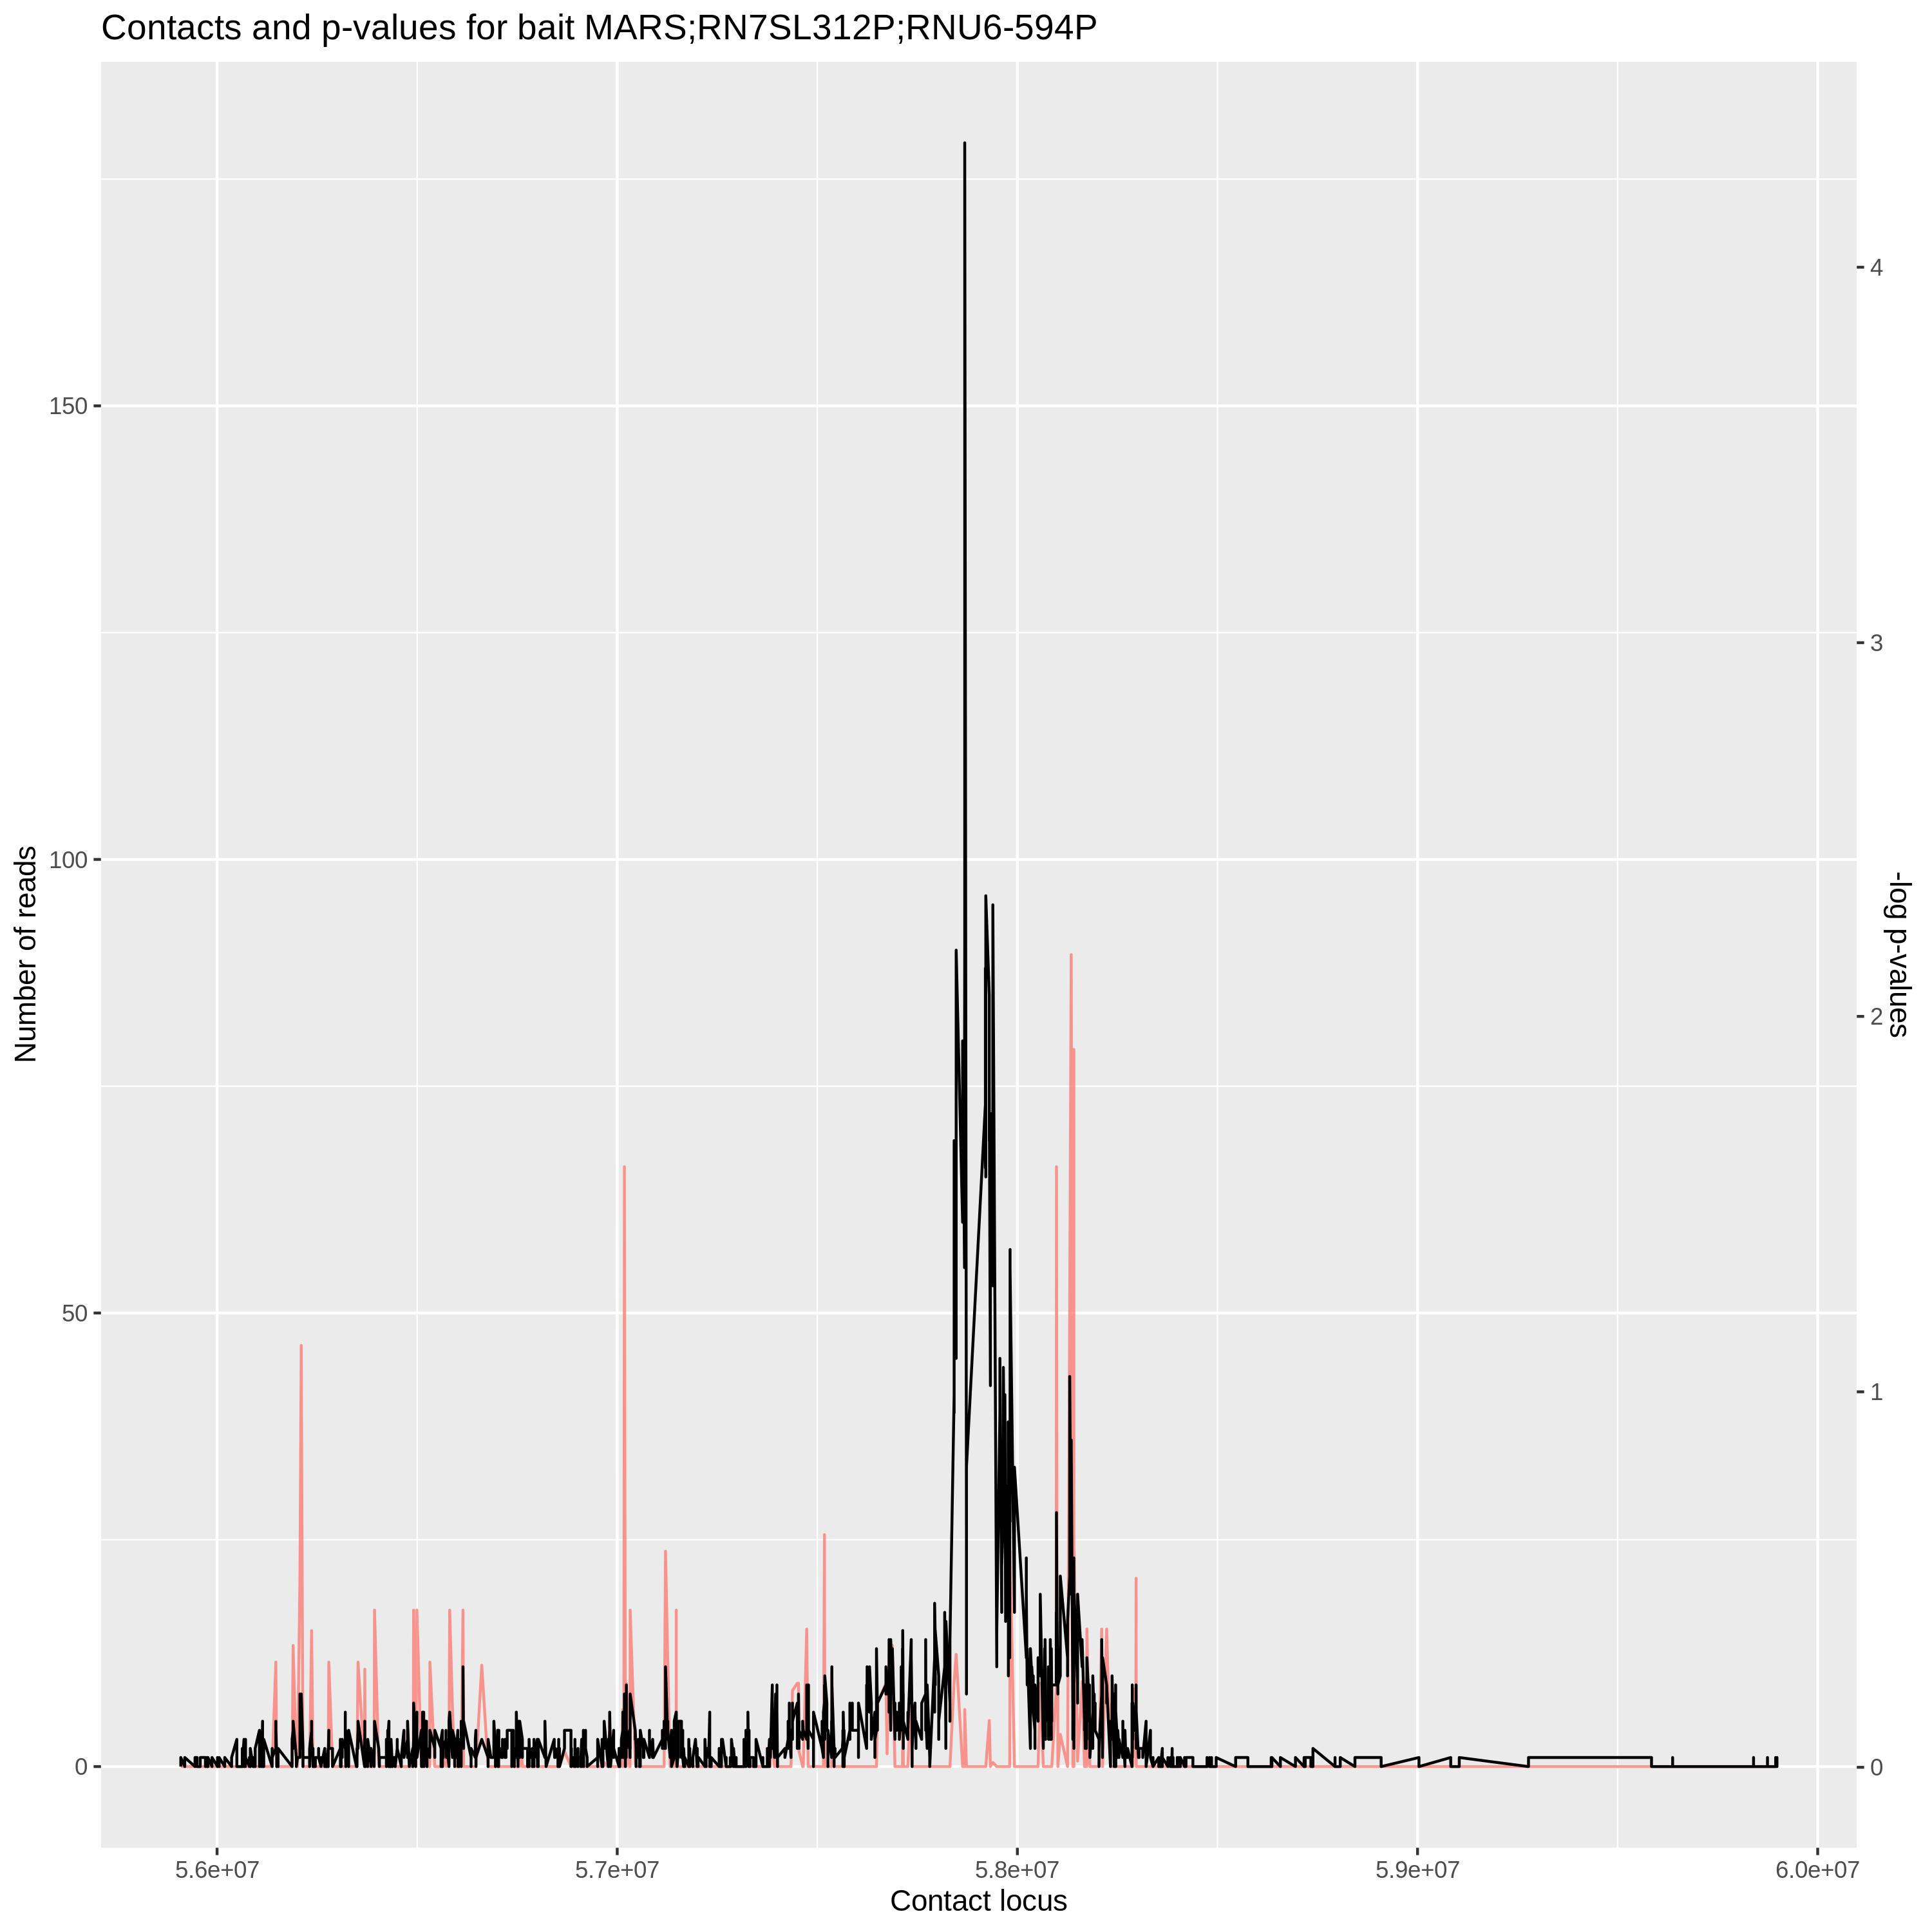 Contacts and p-values for bait MARS;RN7SL312P;RNU6-594P
Number of reads
150
100
50
0
4
3
2
1
0
-log p-values
5.6e+07 5.7e+07 5.8e+07 5.9e+07 6.0e+07
Contact locus